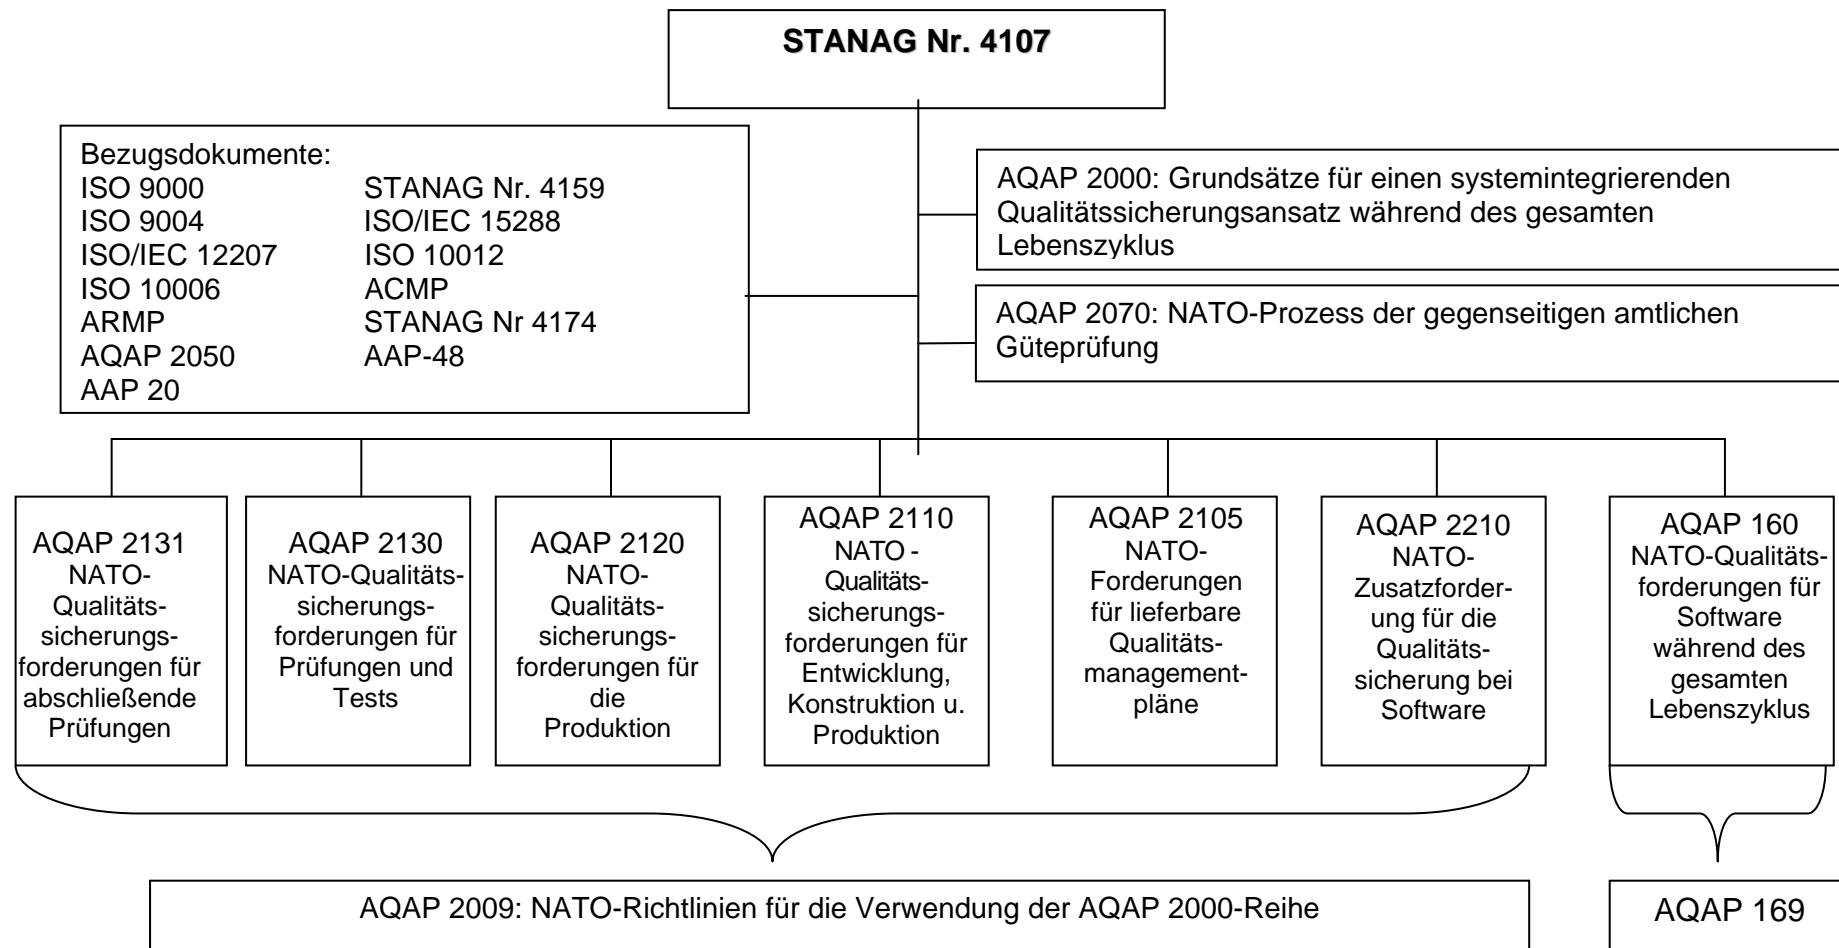 STANAG Nr. 4107
Bezugsdokumente:
ISO 9000 STANAG Nr. 4159
ISO 9004 ISO/IEC 15288
ISO/IEC 12207 ISO 10012
ISO 10006 ACMP
ARMP STANAG Nr 4174
AQAP 2050 AAP-48
AAP 20
AQAP 2000: Grundsätze für einen systemintegrierenden
Qualitätssicherungsansatz während des gesamten
Lebenszyklus
AQAP 2070: NATO-Prozess der gegenseitigen amtlichen
Güteprüfung
AQAP 2131
NATO-
Qualitäts-
sicherungs-
forderungen für
abschließende
Prüfungen
AQAP 2130
NATO-Qualitäts-
sicherungs-
forderungen für
Prüfungen und
Tests
AQAP 2120
NATO-
Qualitäts-
sicherungs-
forderungen für
die
Produktion
AQAP 2110
NATO -
Qualitäts-
sicherungs-
forderungen für
Entwicklung,
Konstruktion u.
Produktion
AQAP 2105
NATO-
Forderungen
für lieferbare
Qualitäts-
management-
pläne
AQAP 2210
NATO-
Zusatzforder-
ung für die
Qualitäts-
sicherung bei
Software
AQAP 160
NATO-Qualitäts-
forderungen für
Software
während des
gesamten
Lebenszyklus
AQAP 2009: NATO-Richtlinien für die Verwendung der AQAP 2000-Reihe
AQAP 169